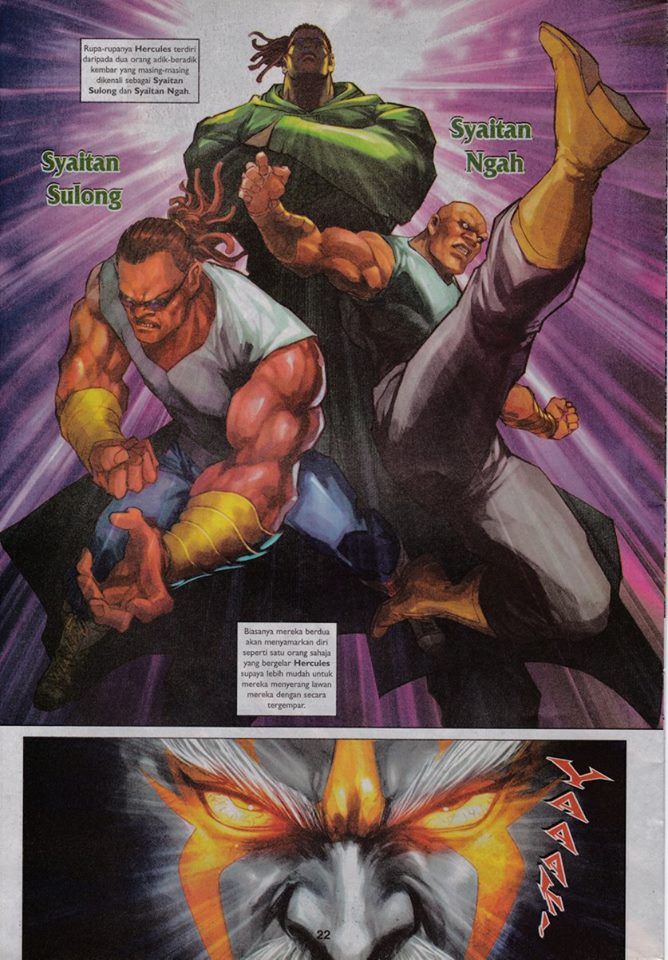 Rupa-rupanya Hercules terdiri
daripada dua orang adik-beradik
kembar yang masing-masing
dikenali sebagai Syaitan
Sulong dan Syaitan Ngah.
Syaitan
Sulong
Syaitan
Ngah
Biasanya mereka berdua
akan menyamarkan diri
seperti satu orang sahaja
yang bergelar Hercules
supaya lebih mudah untuk
mereka menyerang lawan
mereka dengan secara
tergempar.
22